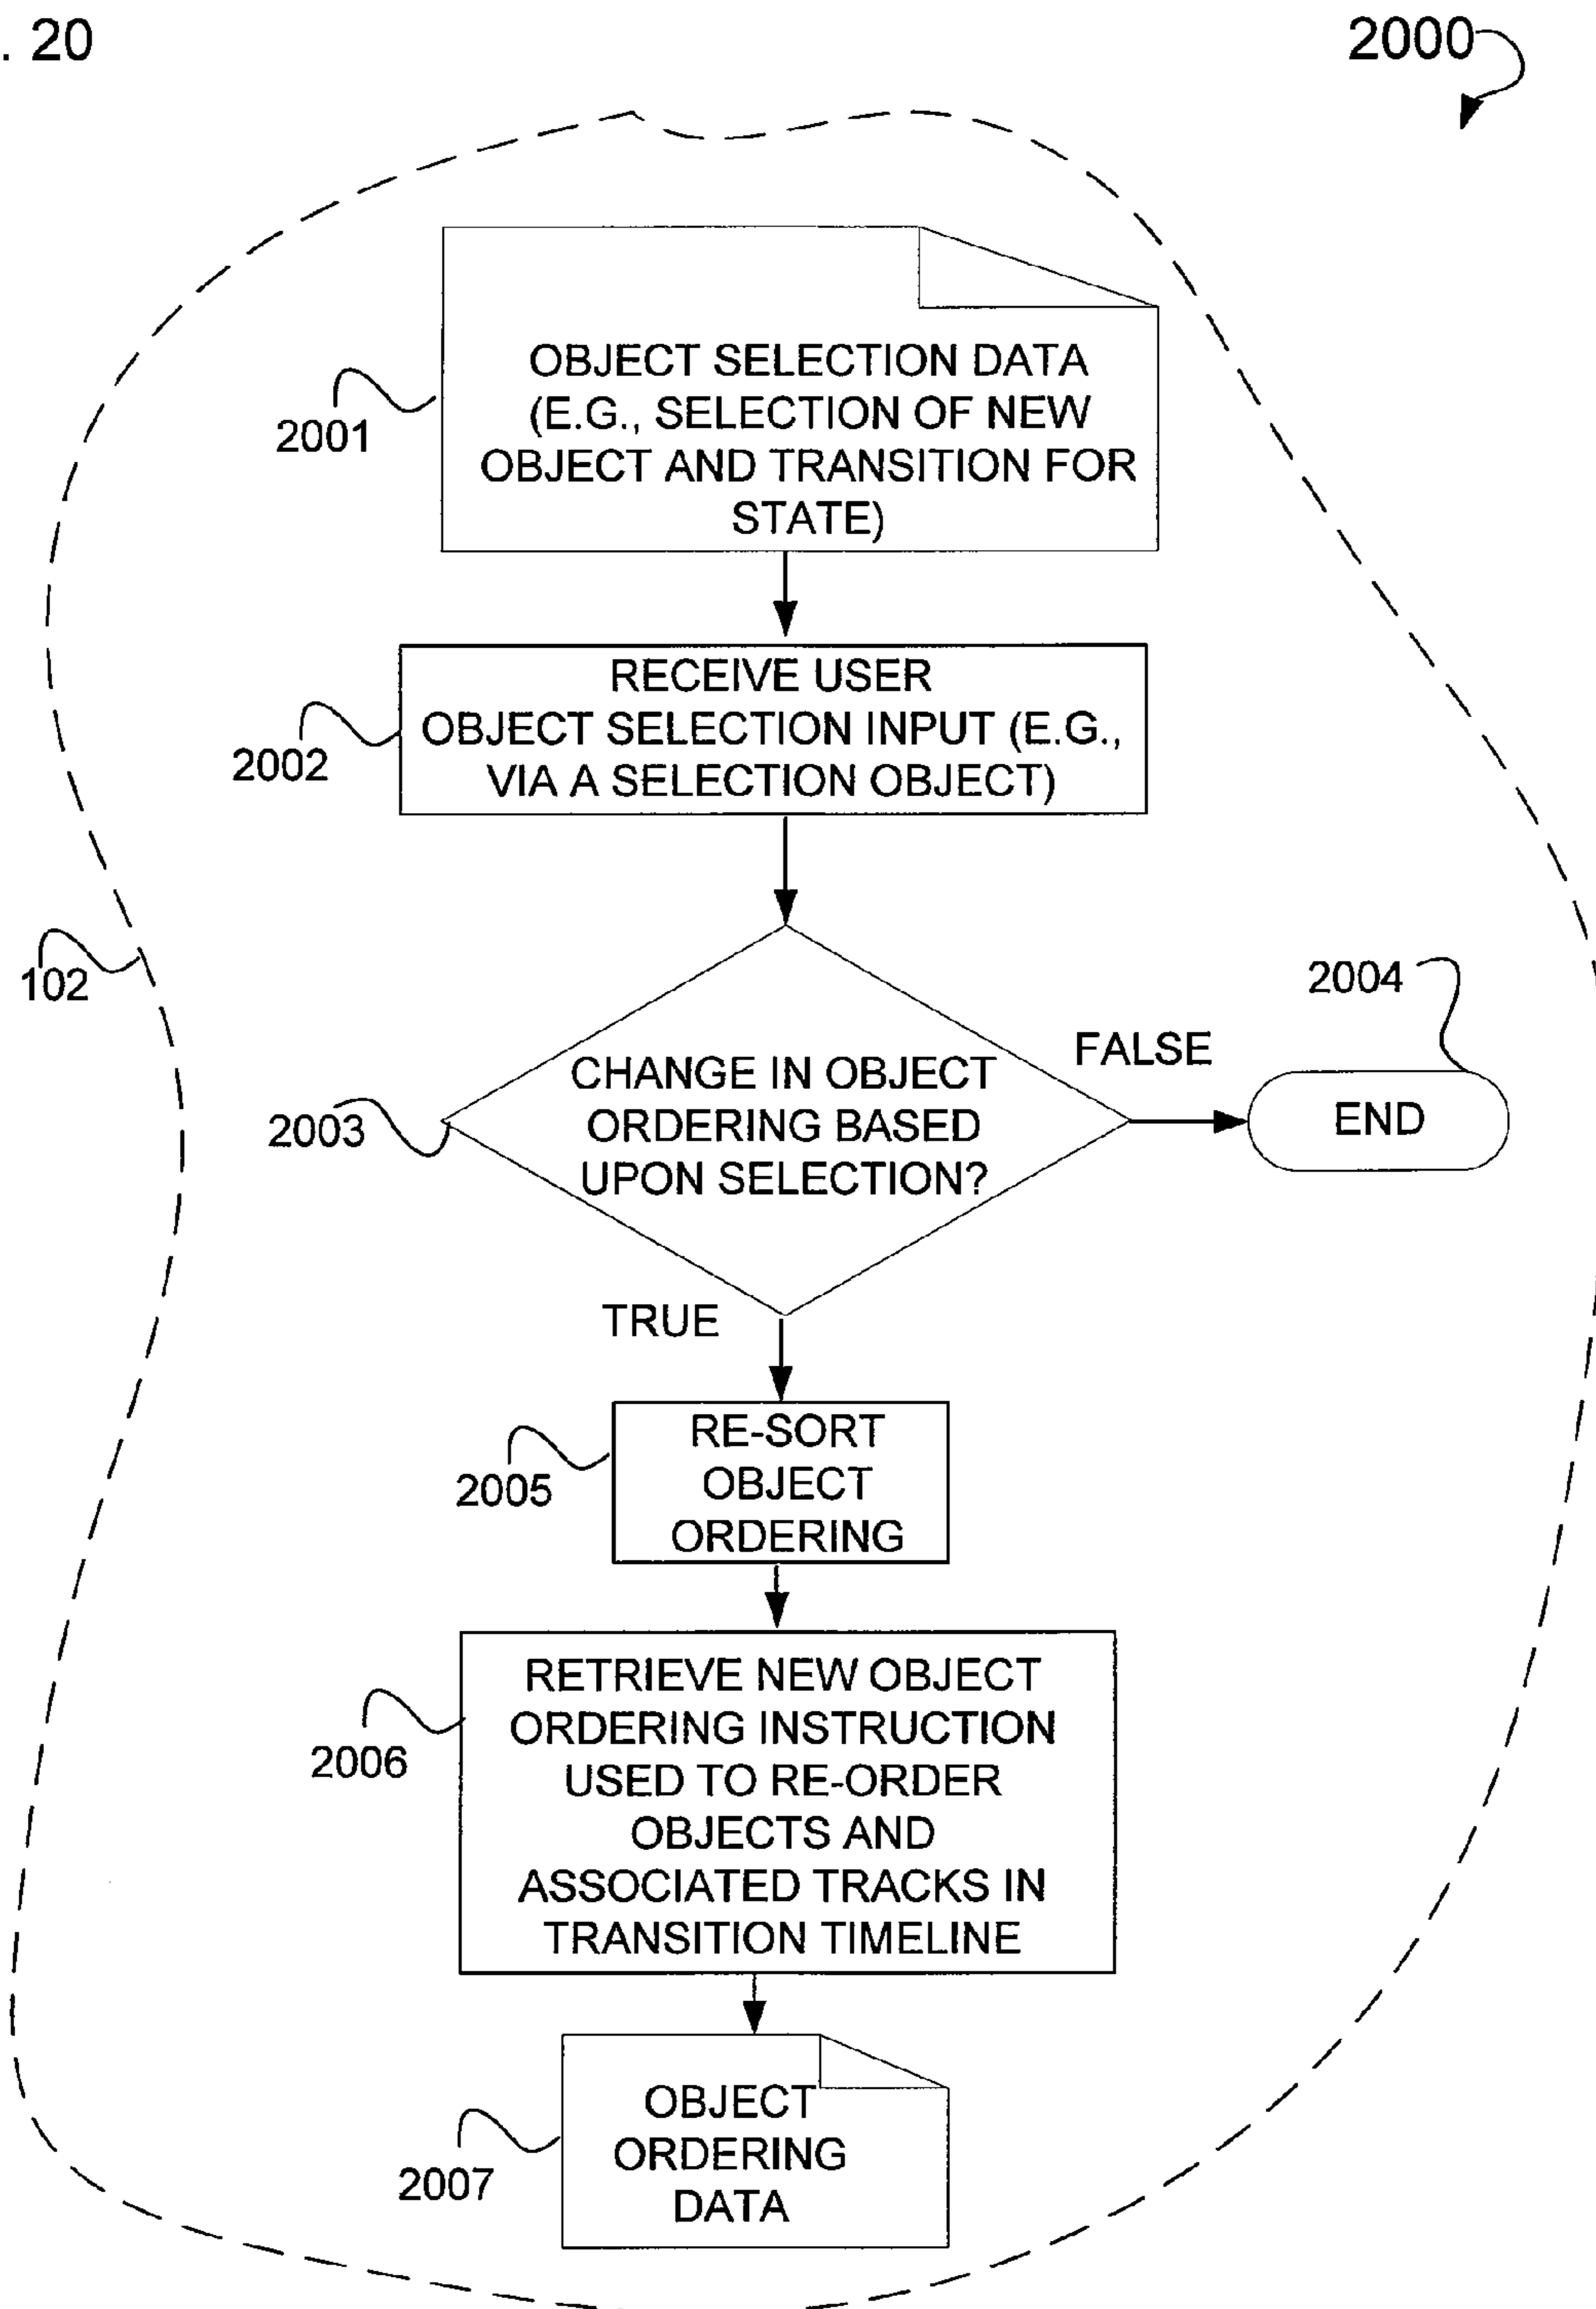 . 20
2000
OBJECT SELECTION DATA
(E.G., SELECTION OF NEW
OBJECT AND TRANSITION FOR
STATE)
2001
RECEIVE USER
OBJECT SELECTION INPUT (E.G.,
VIA A SELECTION OBJECT)
2002
102
2004
FALSE
CHANGE IN OBJECT
ORDERING BASED
UPON SELECTION?
END
2003
TRUE
RE-SORT
OBJECT
ORDERING
2005
RETRIEVE NEW OBJECT
ORDERING INSTRUCTION
USED TO RE-ORDER
OBJECTS AND
ASSOCIATED TRACKS IN
TRANSITION TIMELINE
2006
OBJECT
ORDERING
DATA
2007